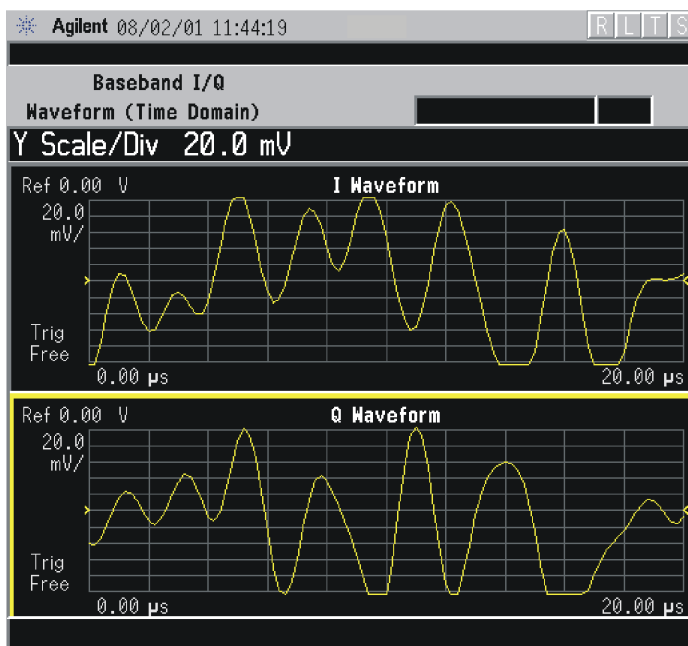 Agilent 08/02/01 11:44:19 R L T S
Baseband I/Q
Waveform (Time Domain)
Y Scale/Div 20.0 mV
Ref 0.00 V I Waveform
20.0
mV/
Trig
Free
0.00 µs 20.00 µs
Ref 0.00 V Q Waveform
20.0
mV/
Trig
Free
0.00 µs 20.00 µs